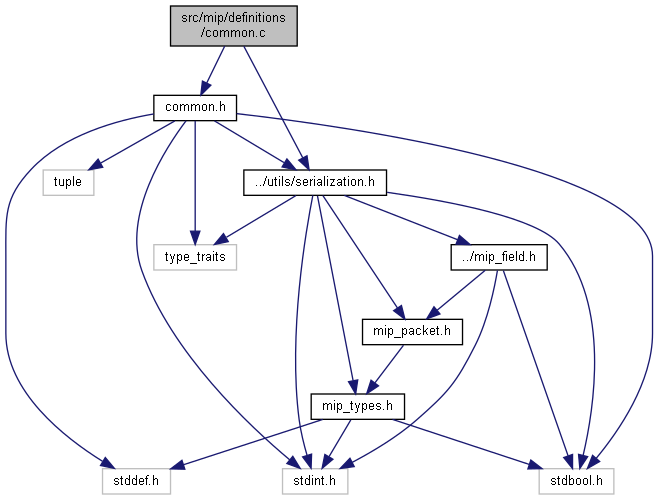 src/mip/definitions
/common.c
common.h
tuple
../utils/serialization.h
type_traits
../mip_field.h
mip_packet.h
mip_types.h
stddef.h
stdint.h
stdbool.h